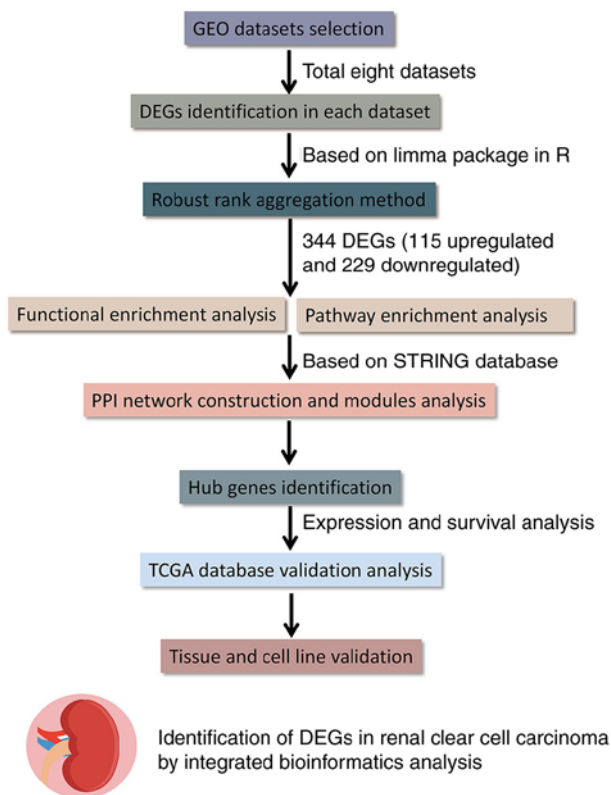 GEO datasets selection
Total eight datasets
DEGs identification in each dataset
Based on limma package in R
Robust rank aggregation method
344 DEGs (115 upregulated
and 229 downregulated)
Functional enrichment analysis
Pathway enrichment analysis
Based on STRING database
PPI network construction and modules analysis
Hub genes identification
Expression and survival analysis
TCGA database validation analysis
Tissue and cell line validation
Identification of DEGs in renal clear cell carcinoma
by integrated bioinformatics analysis